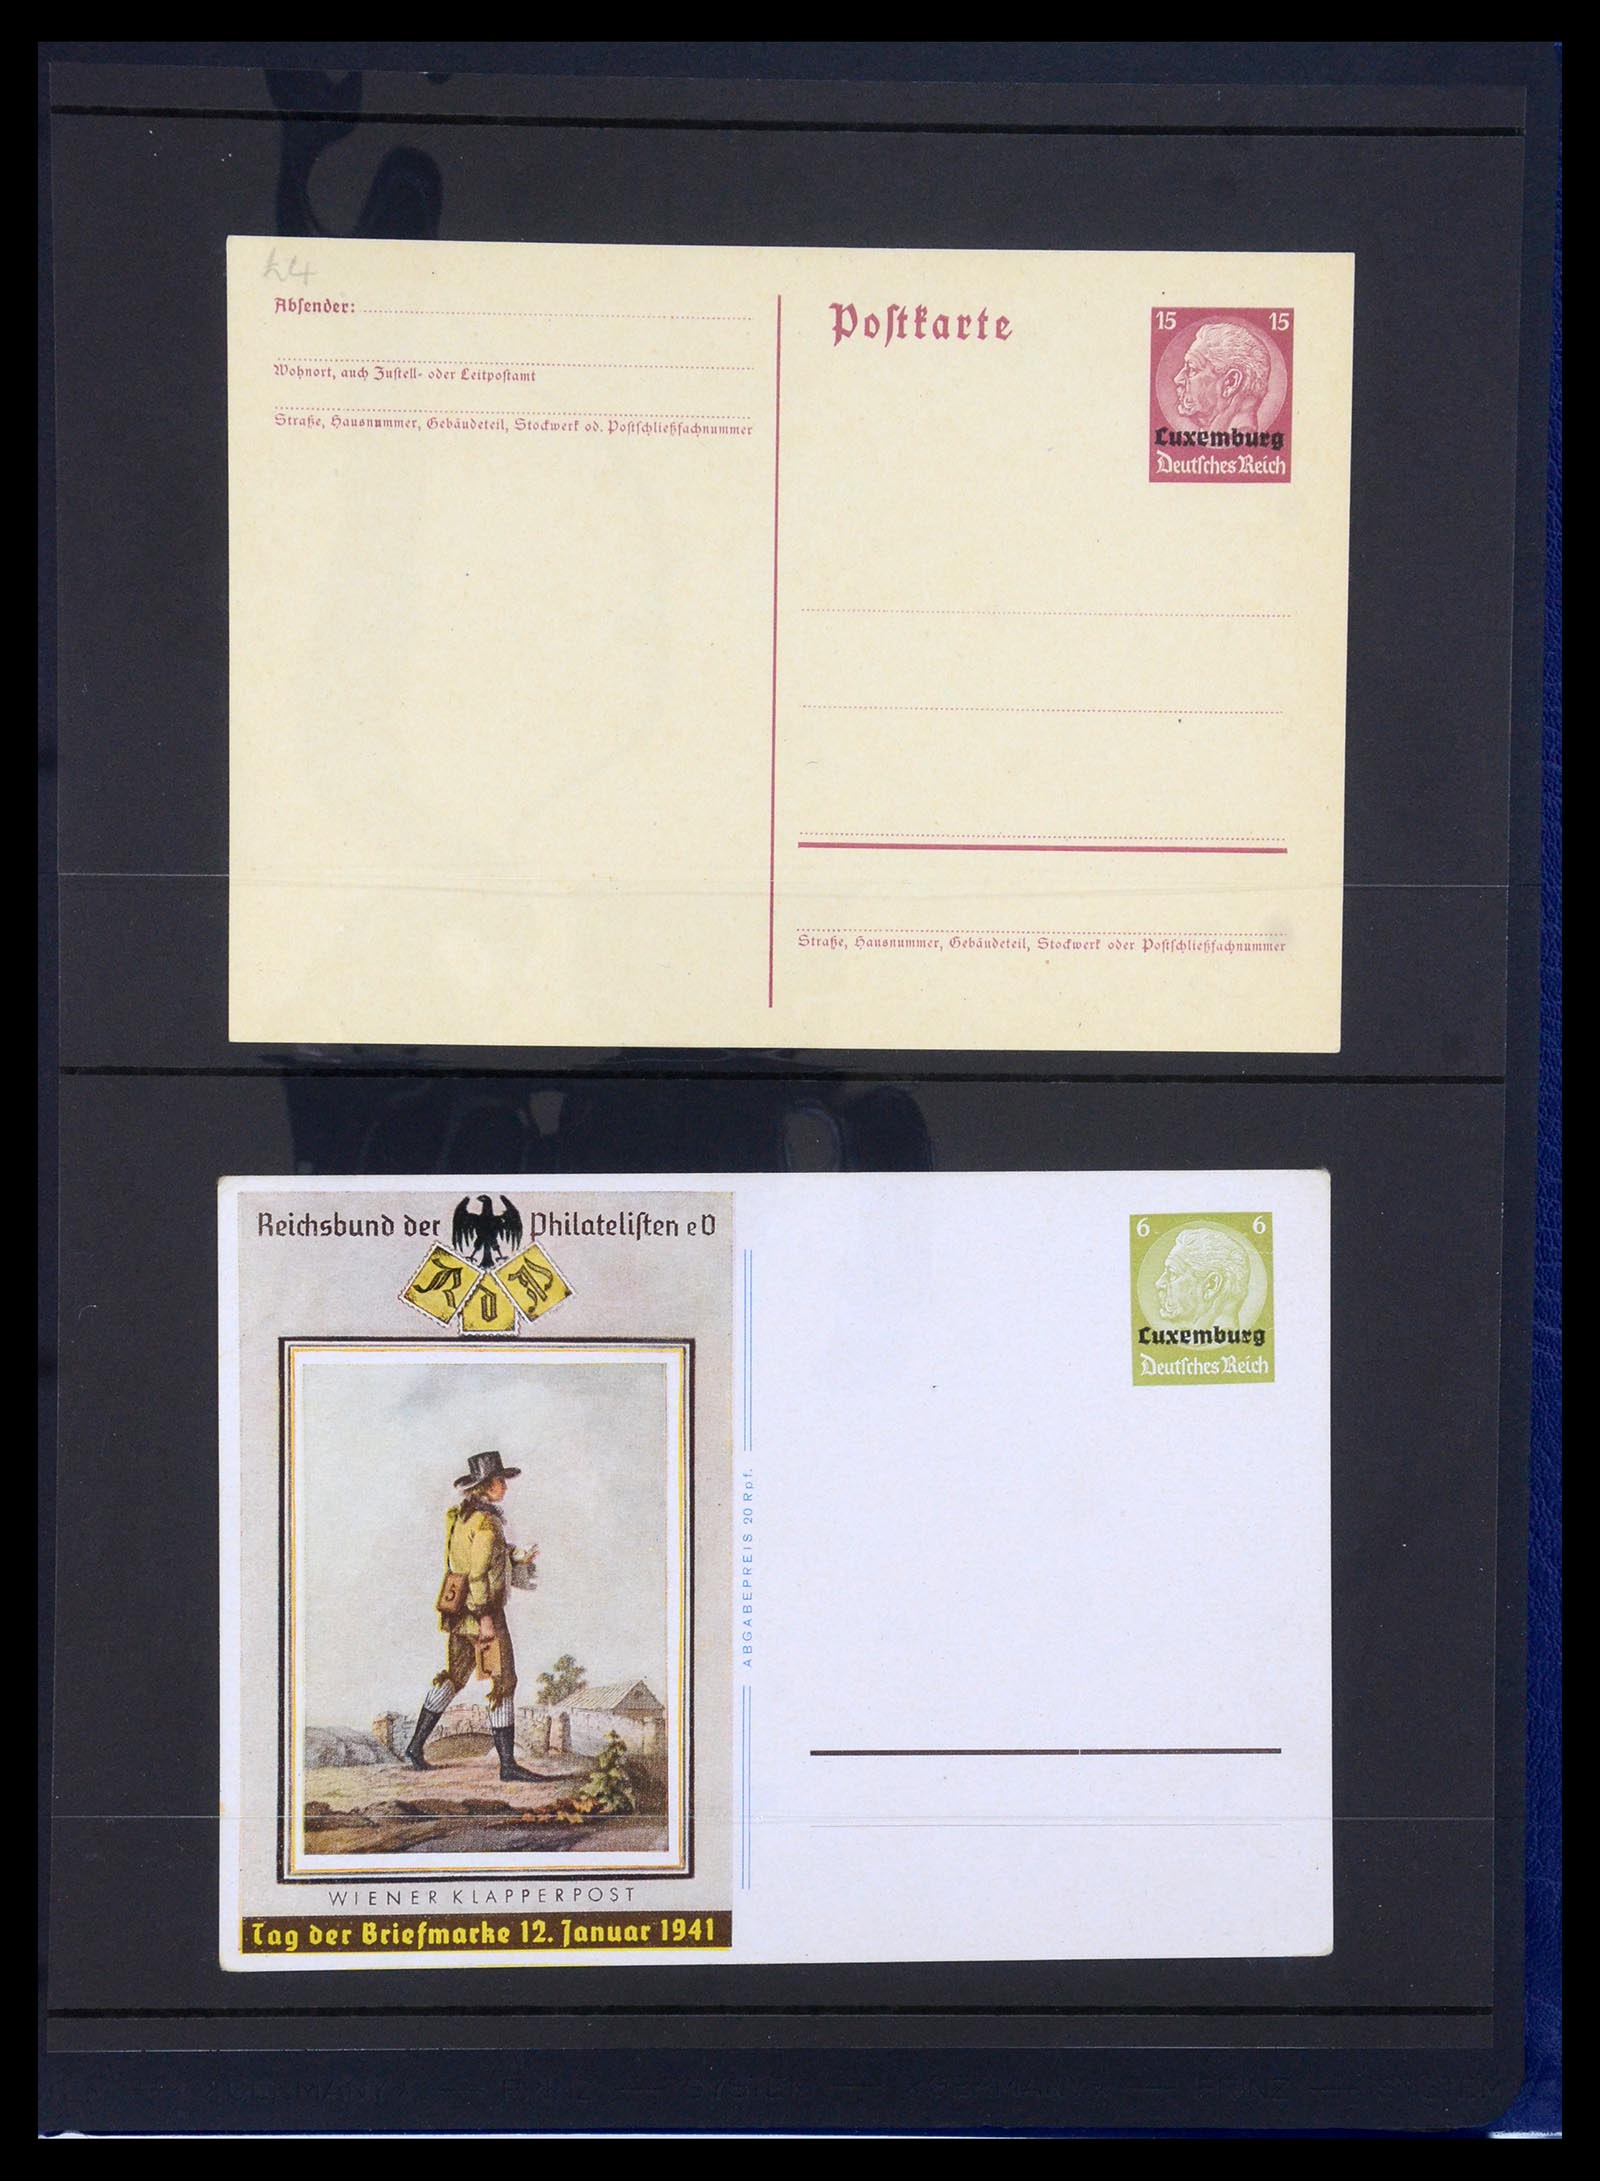 £4
Absender:
Wohnort, auch Zustell- oder Leitpostamt
Straße, Hausnummer, Gebäudeteil, Stockwerk od. Postschließfachnummer
Postkarte
15 15
Luxemburg
Deutsches Reich
Straße, Hausnummer, Gebäudeteil, Stockwerk oder Postschließfachnummer
Reichsbund der Philatelisten eV
R d P
WIENER KLAPPERPOST
Tag der Briefmarke 12. Januar 1941
ABGABEPREIS 20 Rpf.
6 6
Luxemburg
Deutsches Reich